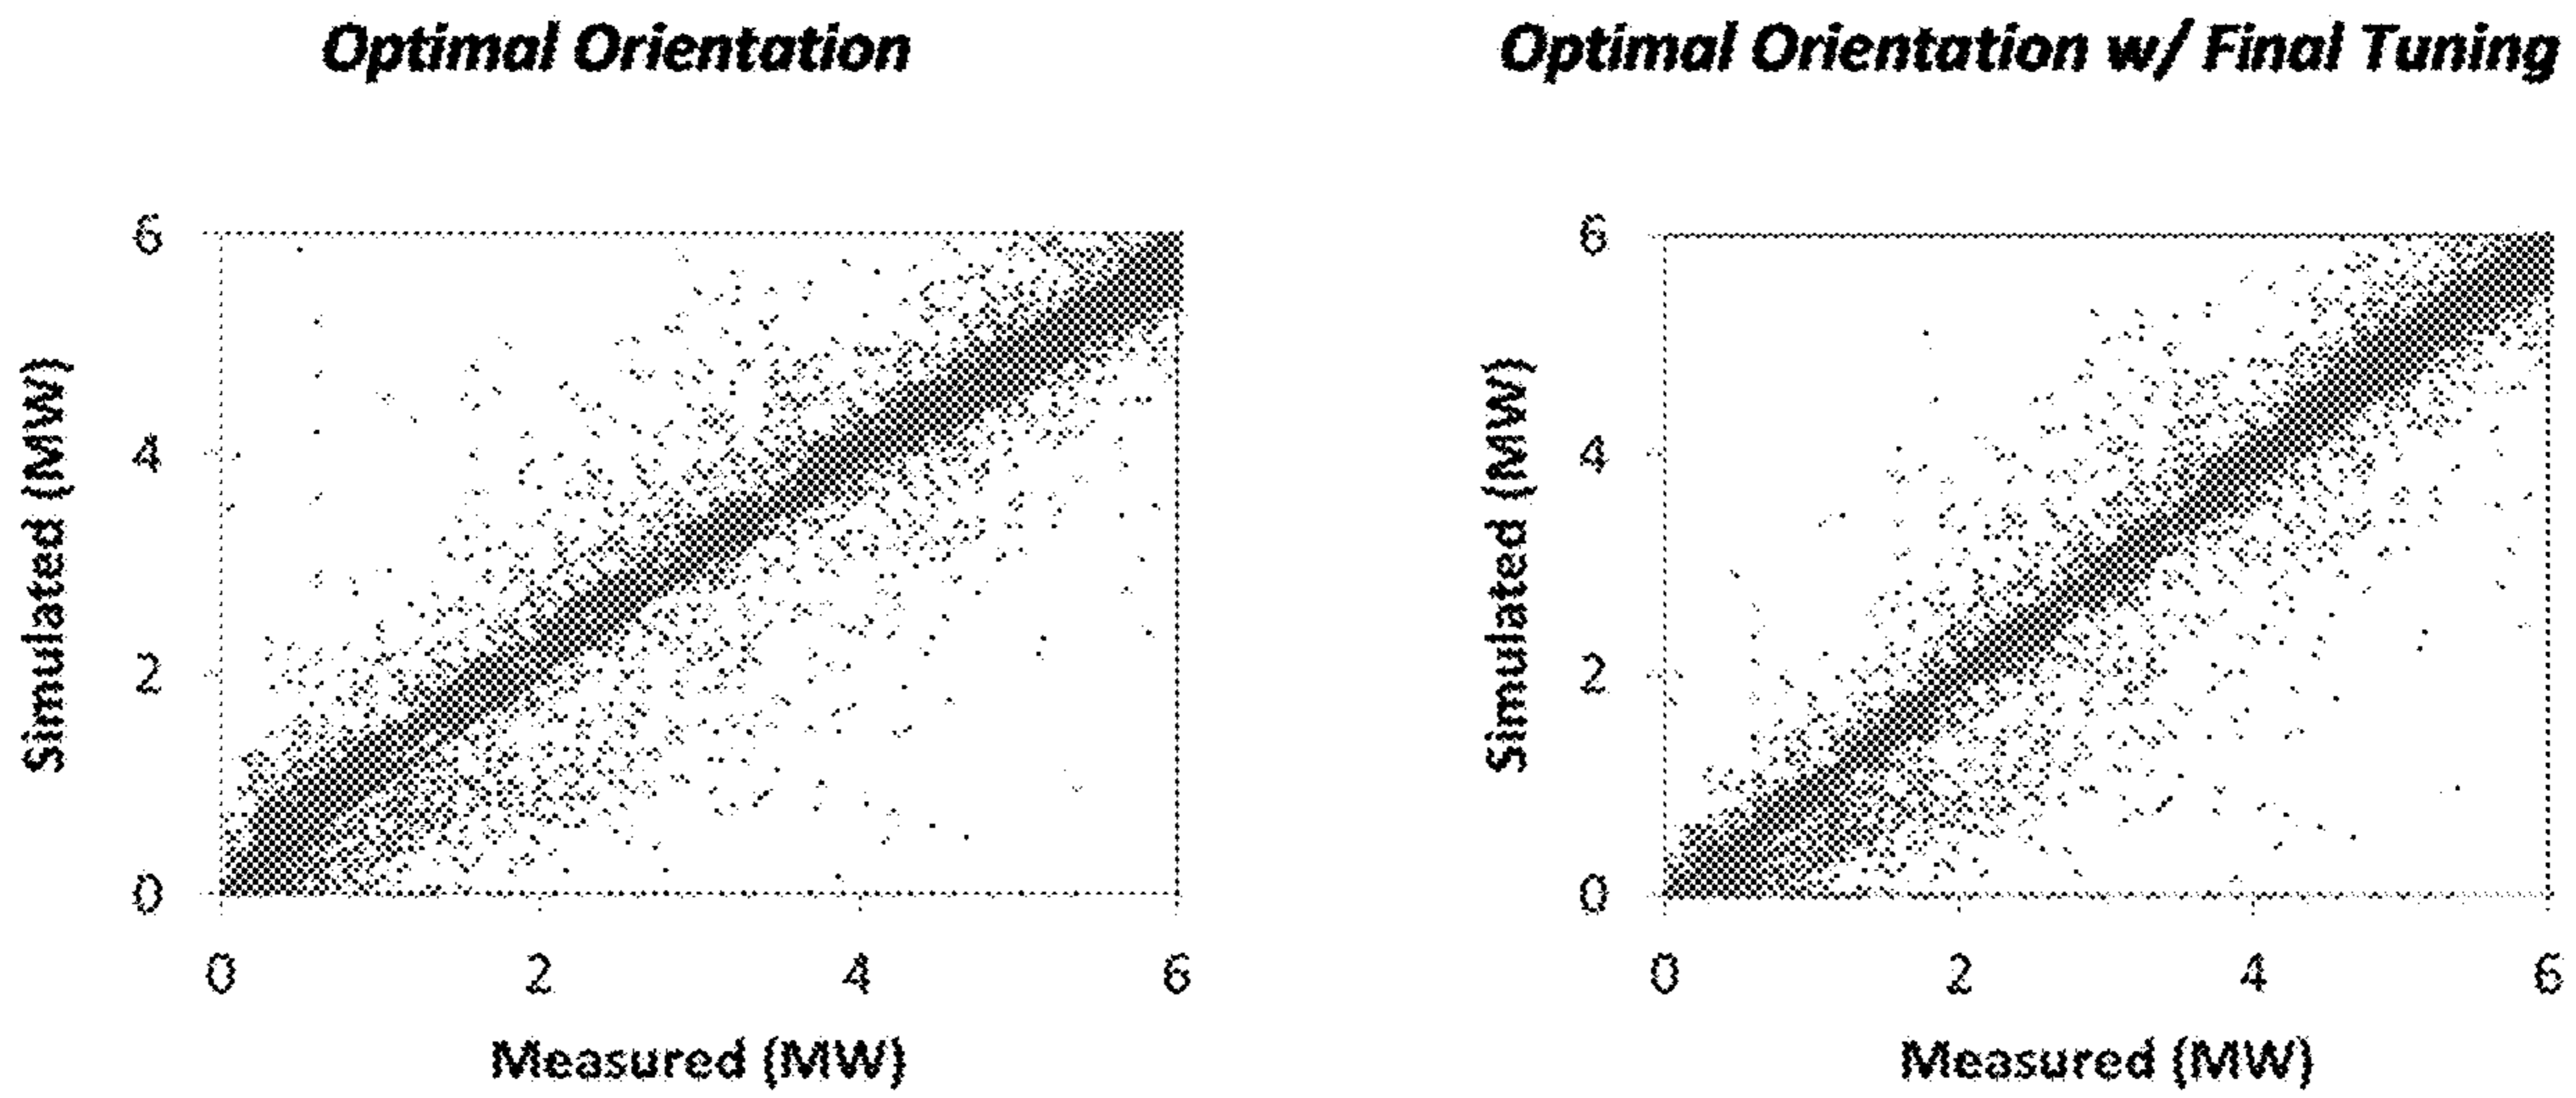 Optimal Orientation
Optimal Orientation w/ Final Tuning
Simulated (MW)
6
4
2
0
0 2 4 6
Measured (MW)
Simulated (MW)
6
4
2
0
0 2 4 6
Measured (MW)